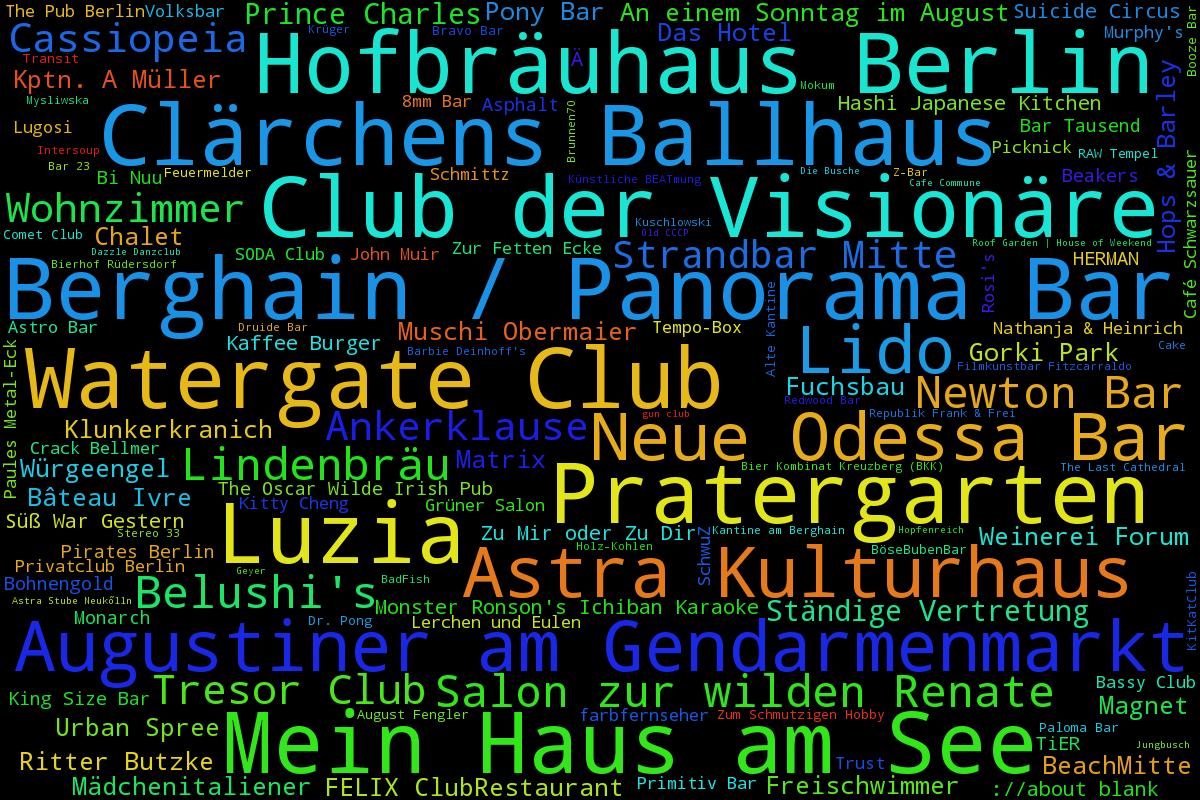 The Pub Berlin
Volksbar
Prince Charles
Pony Bar
An einem Sonntag im August
Suicide Circus
Booze Bar
Cassiopeia
Krüger
Bravo Bar
Das Hotel
Murphy's
Hofbräuhaus Berlin
Transit
Ä
Kptn. A Müller
Mokum
Hops & Barley
Mysliwska
8mm Bar
Asphalt
Brunnen70
Hashi Japanese Kitchen
Lugosi
Clärchens Ballhaus
Bar Tausend
Intersoup
Picknick
RAW Tempel
Bar 23
Bi Nuu
Feuermelder
Schmittz
Künstliche BEATmung
Die Busche
Z-Bar
Cafe Commune
Beakers
Café Schwarzsauer
Wohnzimmer
Club der Visionäre
Comet Club
Chalet
Kuschlowski
Old CCCP
Dazzle Danzclub
SODA Club
John Muir
Zur Fetten Ecke
Strandbar Mitte
Roof Garden | House of Weekend
Bierhof Rüdersdorf
Rosi's
HERMAN
Berghain / Panorama Bar
Alte Kantine
Astro Bar
Druide Bar
Muschi Obermaier
Tempo-Box
Nathanja & Heinrich
Kaffee Burger
Barbie Deinhoff's
Lido
Gorki Park
Cake
Paules Metal-Eck
Watergate Club
Filmkunstbar Fitzcarraldo
Fuchsbau
Newton Bar
Redwood Bar
Klunkerkranich
Ankerklause
gun club
Republik Frank & Frei
Neue Odessa Bar
Crack Bellmer
Würgeengel
Lindenbräu
Matrix
Bier Kombinat Kreuzberg (BKK)
The Last Cathedral
Bâteau Ivre
The Oscar Wilde Irish Pub
Pratergarten
Kitty Cheng
Grüner Salon
Süß War Gestern
Stereo 33
Luzia
Zu Mir oder Zu Dir
Kantine am Berghain
Hopfenreich
Weinerei Forum
Pirates Berlin
Holz-Kohlen
SchwuZ
BöseBubenBar
Privatclub Berlin
Geyer
Astra Kulturhaus
Bohnengold
Belushi's
BadFish
KitKatClub
Astra Stube Neukölln
Monster Ronson's Ichiban Karaoke
Ständige Vertretung
Monarch
Dr. Pong
Lerchen und Eulen
Augustiner am Gendarmenmarkt
King Size Bar
Tresor Club
Salon zur wilden Renate
Bassy Club
Magnet
Urban Spree
August Fengler
farbfernseher
Zum Schmutzigen Hobby
Paloma Bar
Mein Haus am See
TiER
Jungbusch
Ritter Butzke
Trust
BeachMitte
Mädchenitaliener
FELIX ClubRestaurant
Primitiv Bar
Freischwimmer
://about blank